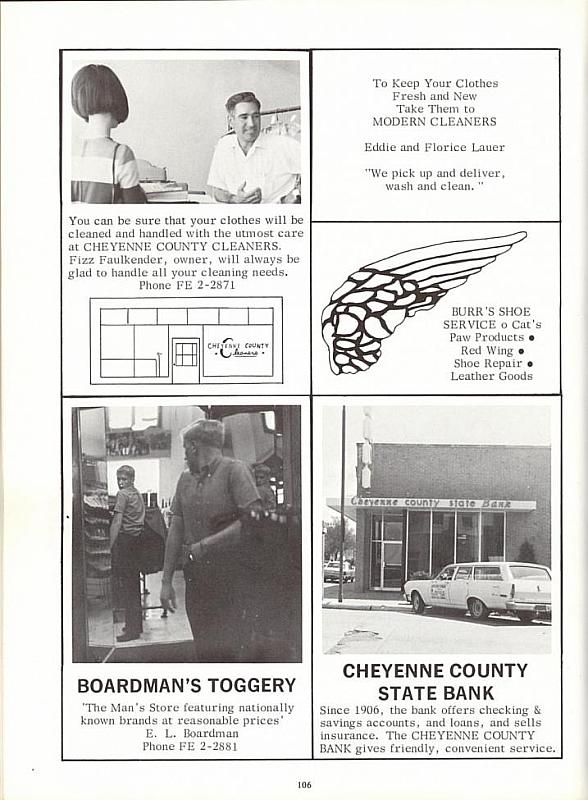 You can be sure that your clothes will be
cleaned and handled with the utmost care
at CHEYENNE COUNTY CLEANERS.
Fizz Faulkender, owner, will always be
glad to handle all your cleaning needs.
Phone FE 2-2871
CHEYENNE COUNTY
Cleaners
To Keep Your Clothes
Fresh and New
Take Them to
MODERN CLEANERS
Eddie and Florice Lauer
"We pick up and deliver,
wash and clean. "
BURR'S SHOE
SERVICE o Cat's
Paw Products •
Red Wing •
Shoe Repair •
Leather Goods
BOARDMAN'S TOGGERY
'The Man's Store featuring nationally
known brands at reasonable prices'
E. L. Boardman
Phone FE 2-2881
Cheyenne county state Bank
CHEYENNE COUNTY
STATE BANK
Since 1906, the bank offers checking &
savings accounts, and loans, and sells
insurance. The CHEYENNE COUNTY
BANK gives friendly, convenient service.
106